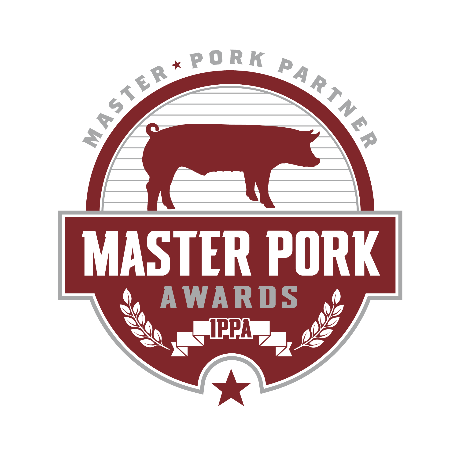 MASTER ★ PORK PARTNER
MASTER PORK
AWARDS
IPPA